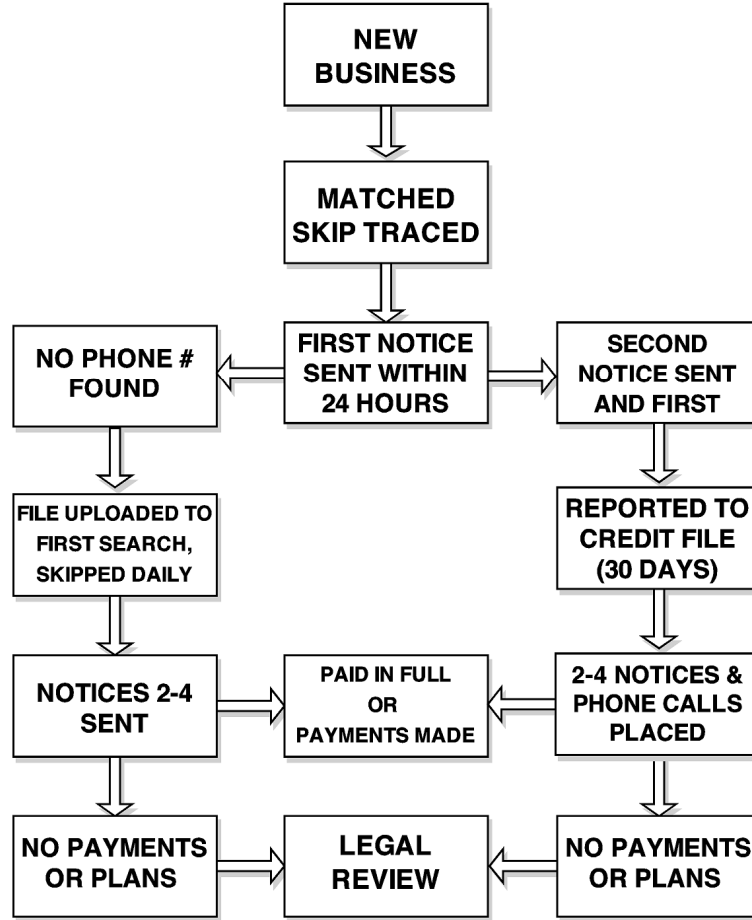 NEW
BUSINESS
MATCHED
SKIP TRACED
NO PHONE #
FOUND
FIRST NOTICE
SENT WITHIN
24 HOURS
SECOND
NOTICE SENT
AND FIRST
FILE UPLOADED TO
FIRST SEARCH,
SKIPPED DAILY
REPORTED TO
CREDIT FILE
(30 DAYS)
NOTICES 2-4
SENT
PAID IN FULL
OR
PAYMENTS MADE
2-4 NOTICES &
PHONE CALLS
PLACED
NO PAYMENTS
OR PLANS
LEGAL
REVIEW
NO PAYMENTS
OR PLANS